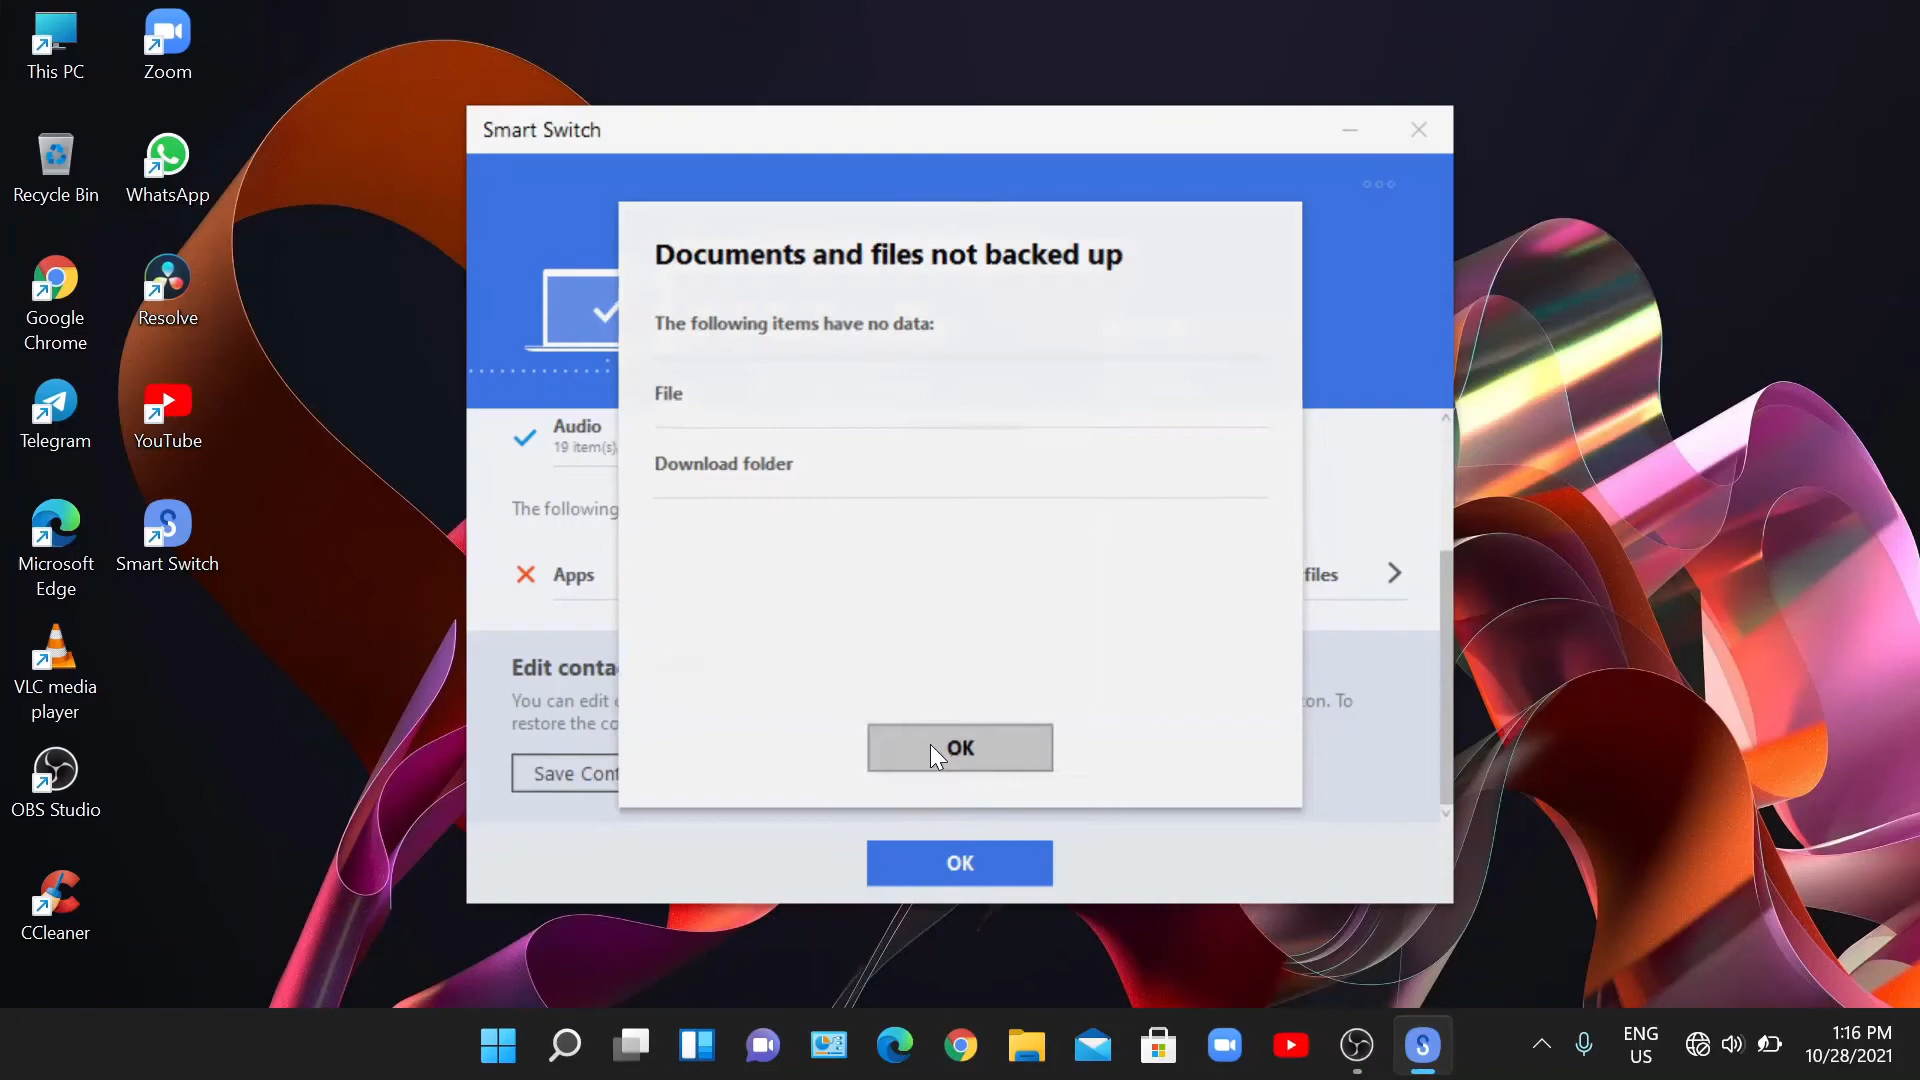 This PC
Zoom
Recycle Bin
WhatsApp
Google
Chrome
Resolve
Telegram
YouTube
Microsoft
Edge
Smart Switch
VLC media
player
OBS Studio
CCleaner
Smart Switch
Documents and files not backed up
The following items have no data:
File
Download folder
OK
Audio
19 item(s)
The following
Apps
files
Edit conta
You can edit
ton. To
restore the co
Save Cont
OK
ENG
US
1:16 PM
10/28/2021